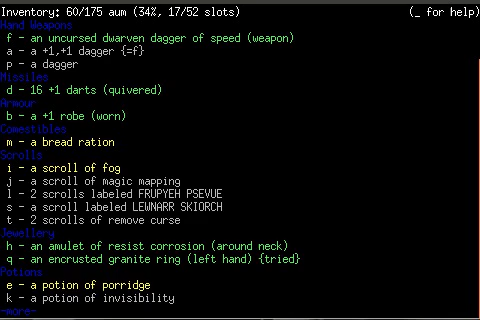 Inventory: 60/175 aum (34%, 17/52 slots) (_ for help)
Hand Weapons
f - an uncursed dwarven dagger of speed (weapon)
a - a +1,+1 dagger {=f}
p - a dagger
Missiles
d - 16 +1 darts (quivered)
Armour
b - a +1 robe (worn)
Comestibles
m - a bread ration
Scrolls
i - a scroll of fog
j - a scroll of magic mapping
l - 2 scrolls labeled FRUPYEH PSEVUE
s - a scroll labeled LEWNARR SKIORCH
t - 2 scrolls of remove curse
Jewellery
h - an amulet of resist corrosion (around neck)
q - an encrusted granite ring (left hand) {tried}
Potions
e - a potion of porridge
k - a potion of invisibility
-more-